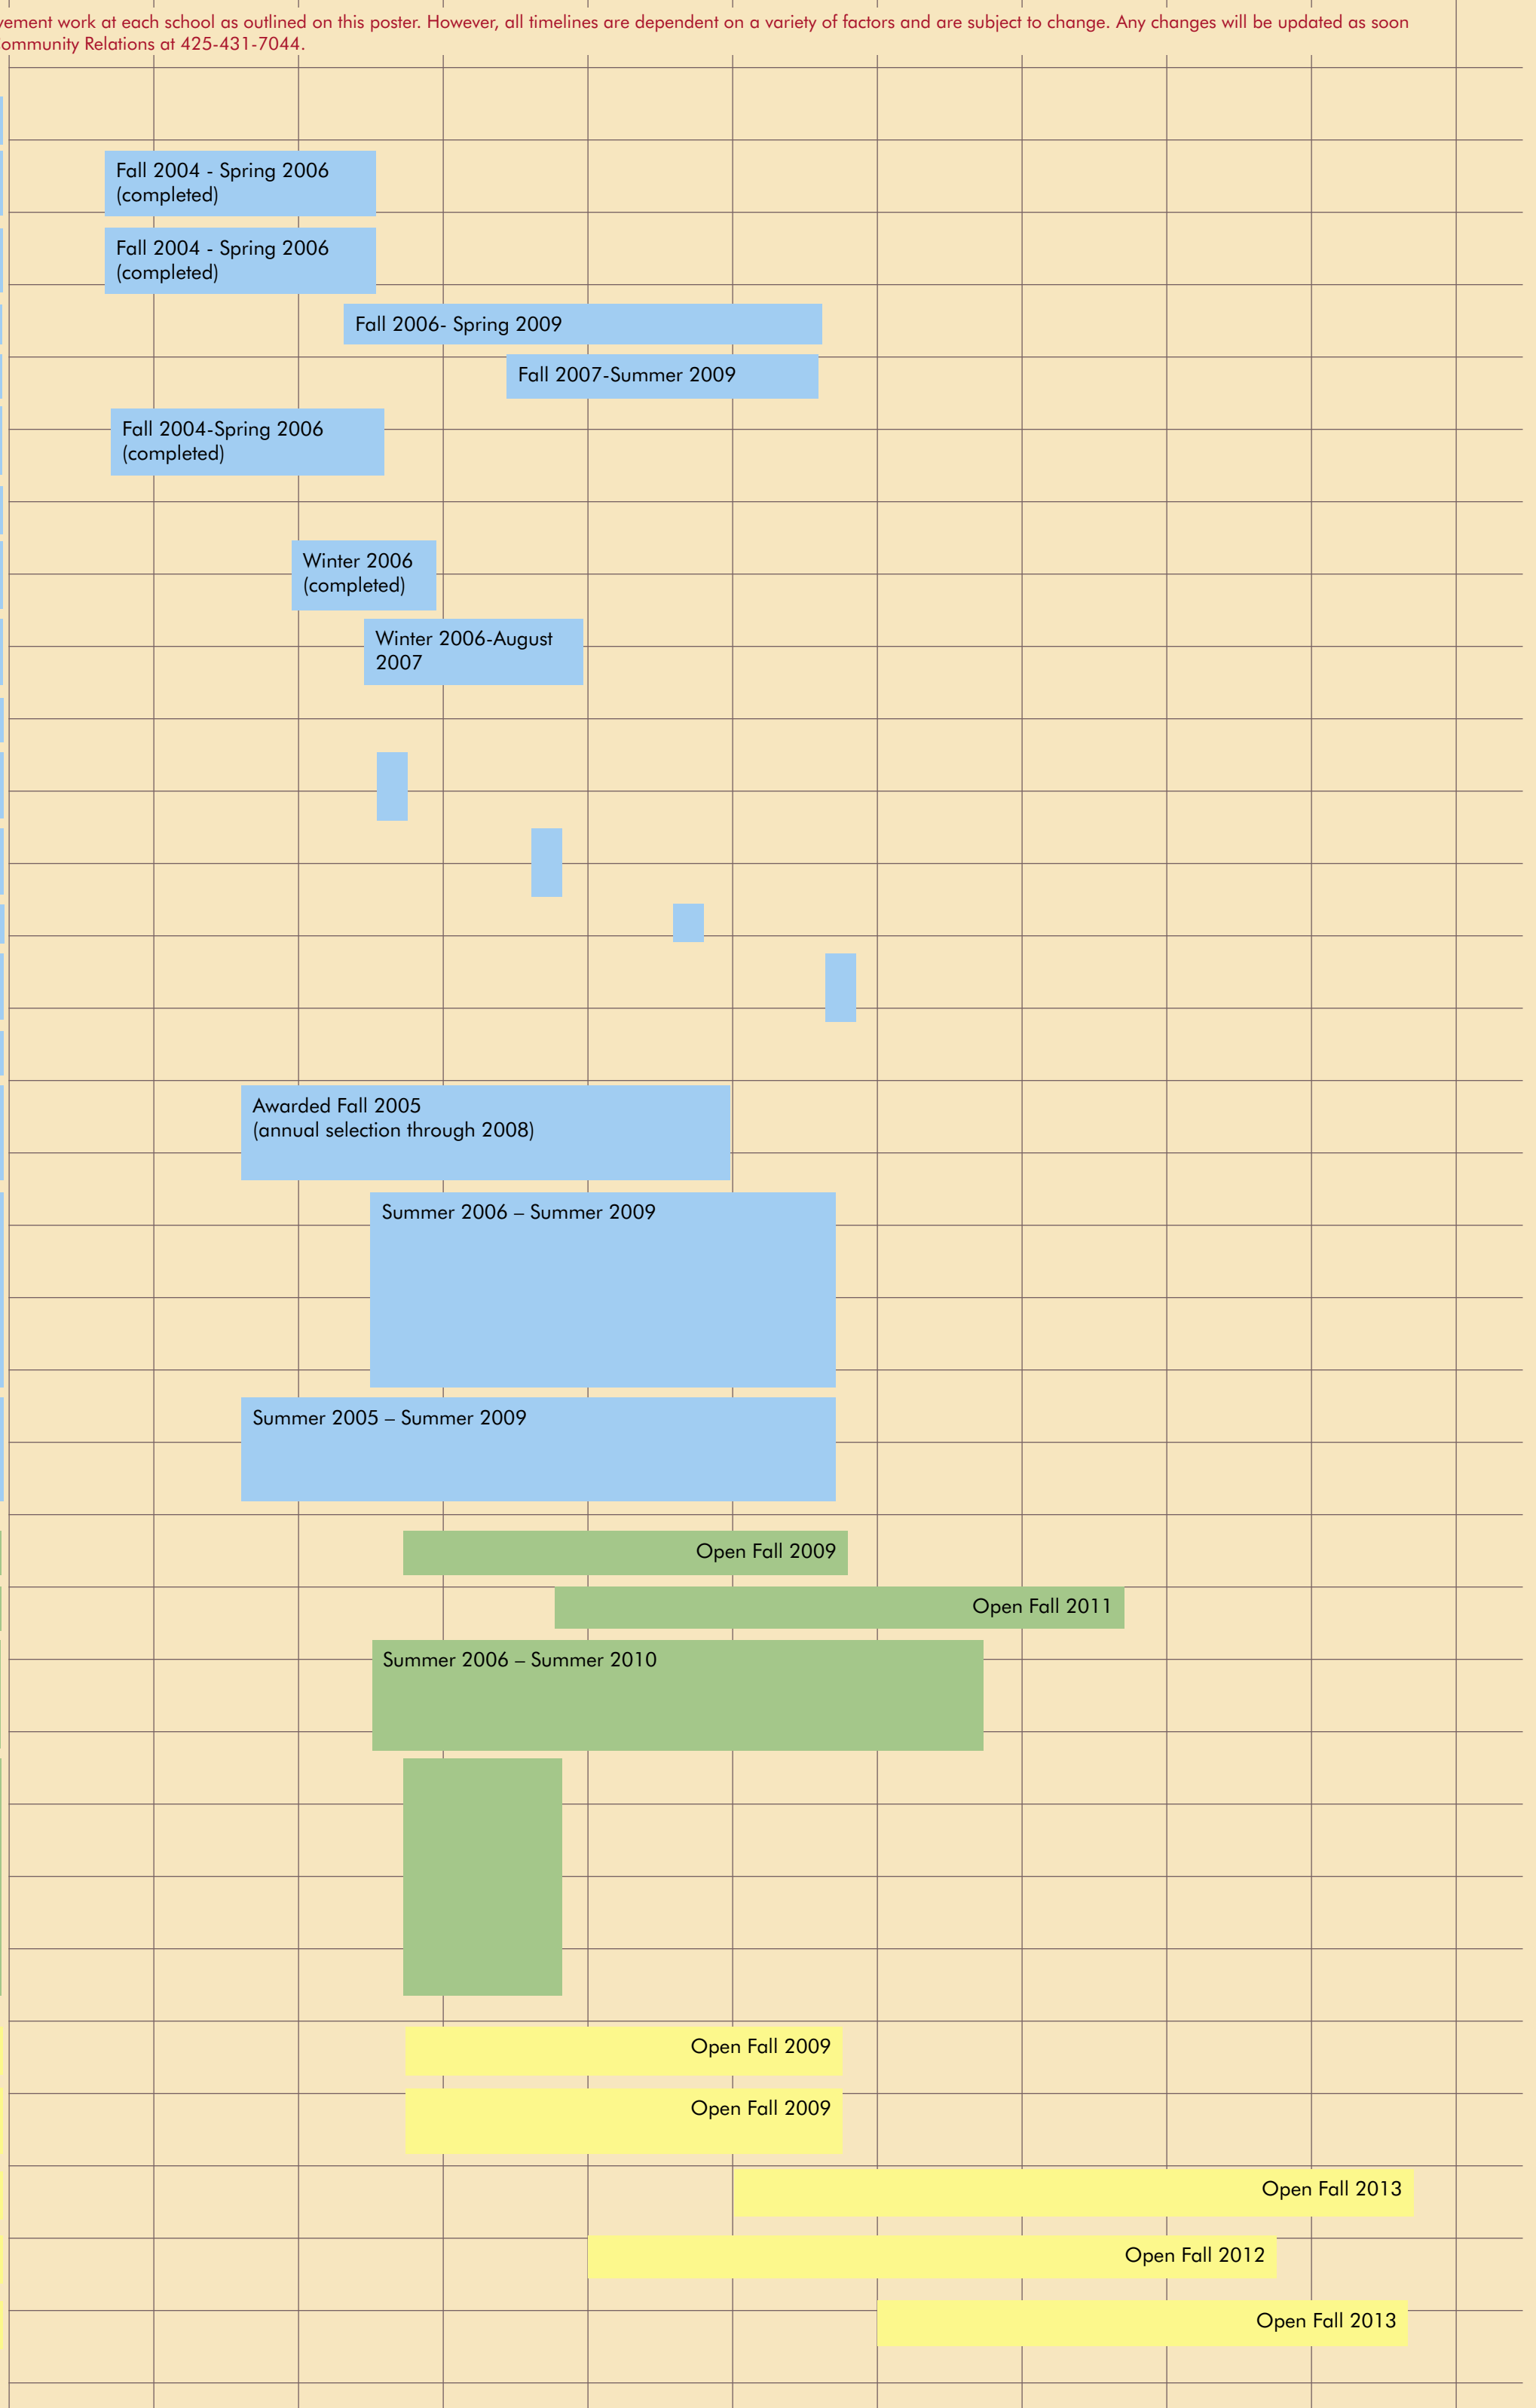 vement work at each school as outlined on this poster. However, all timelines are dependent on a variety of factors and are subject to change. Any changes will be updated as soon
ommunity Relations at 425-431-7044.
Fall 2004 - Spring 2006
(completed)
Fall 2004 - Spring 2006
(completed)
Fall 2006- Spring 2009
Fall 2007-Summer 2009
Fall 2004-Spring 2006
(completed)
Winter 2006
(completed)
Winter 2006-August
2007
Awarded Fall 2005
(annual selection through 2008)
Summer 2006 – Summer 2009
Summer 2005 – Summer 2009
Open Fall 2009
Open Fall 2011
Summer 2006 – Summer 2010
Open Fall 2009
Open Fall 2009
Open Fall 2013
Open Fall 2012
Open Fall 2013